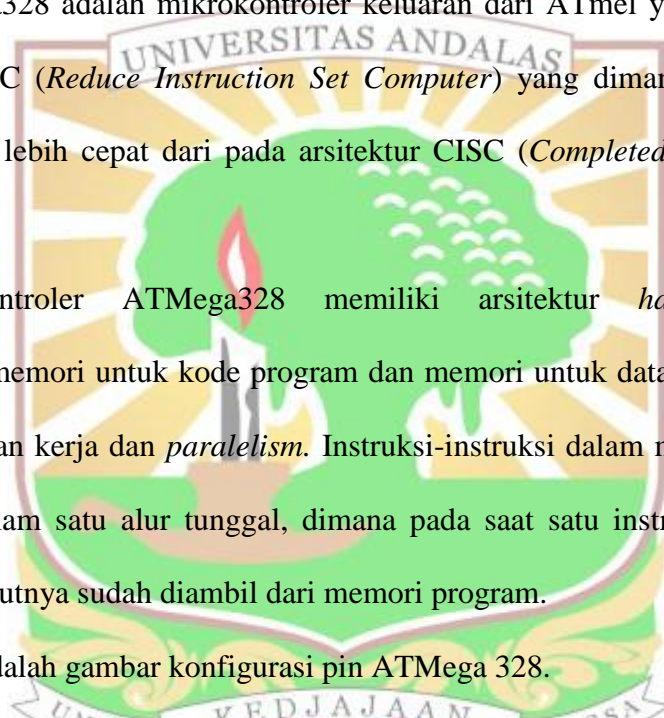 328 adalah mikrokontroler keluaran dari ATmel y
UNIVERSITAS ANDALAS
C (Reduce Instruction Set Computer) yang dimar
lebih cepat dari pada arsitektur CISC (Completed
ntroler ATMega328 memiliki arsitektur ha
memori untuk kode program dan memori untuk data
an kerja dan paralelism. Instruksi-instruksi dalam m
lam satu alur tunggal, dimana pada saat satu instr
utnya sudah diambil dari memori program.
dalah gambar konfigurasi pin ATMega 328.
KEDJAJAAN